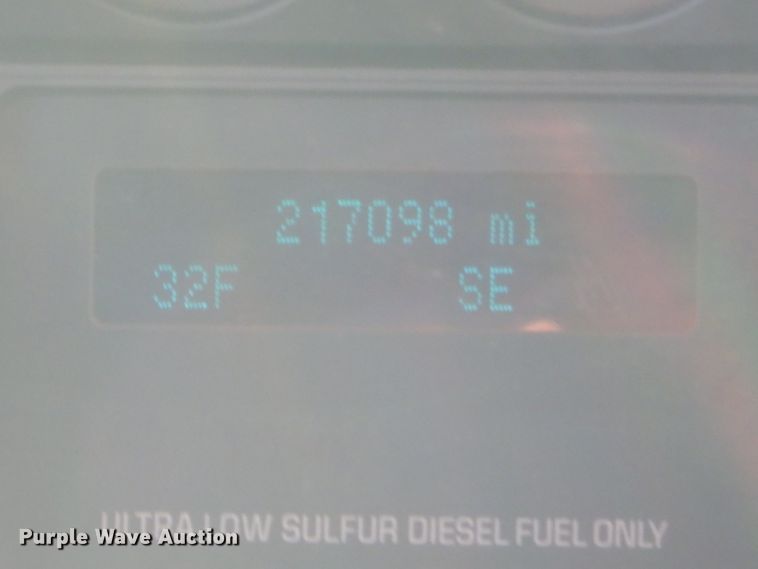 217098 mi
32F SE
ULTRA LOW SULFUR DIESEL FUEL ONLY
Purple Wave Auction